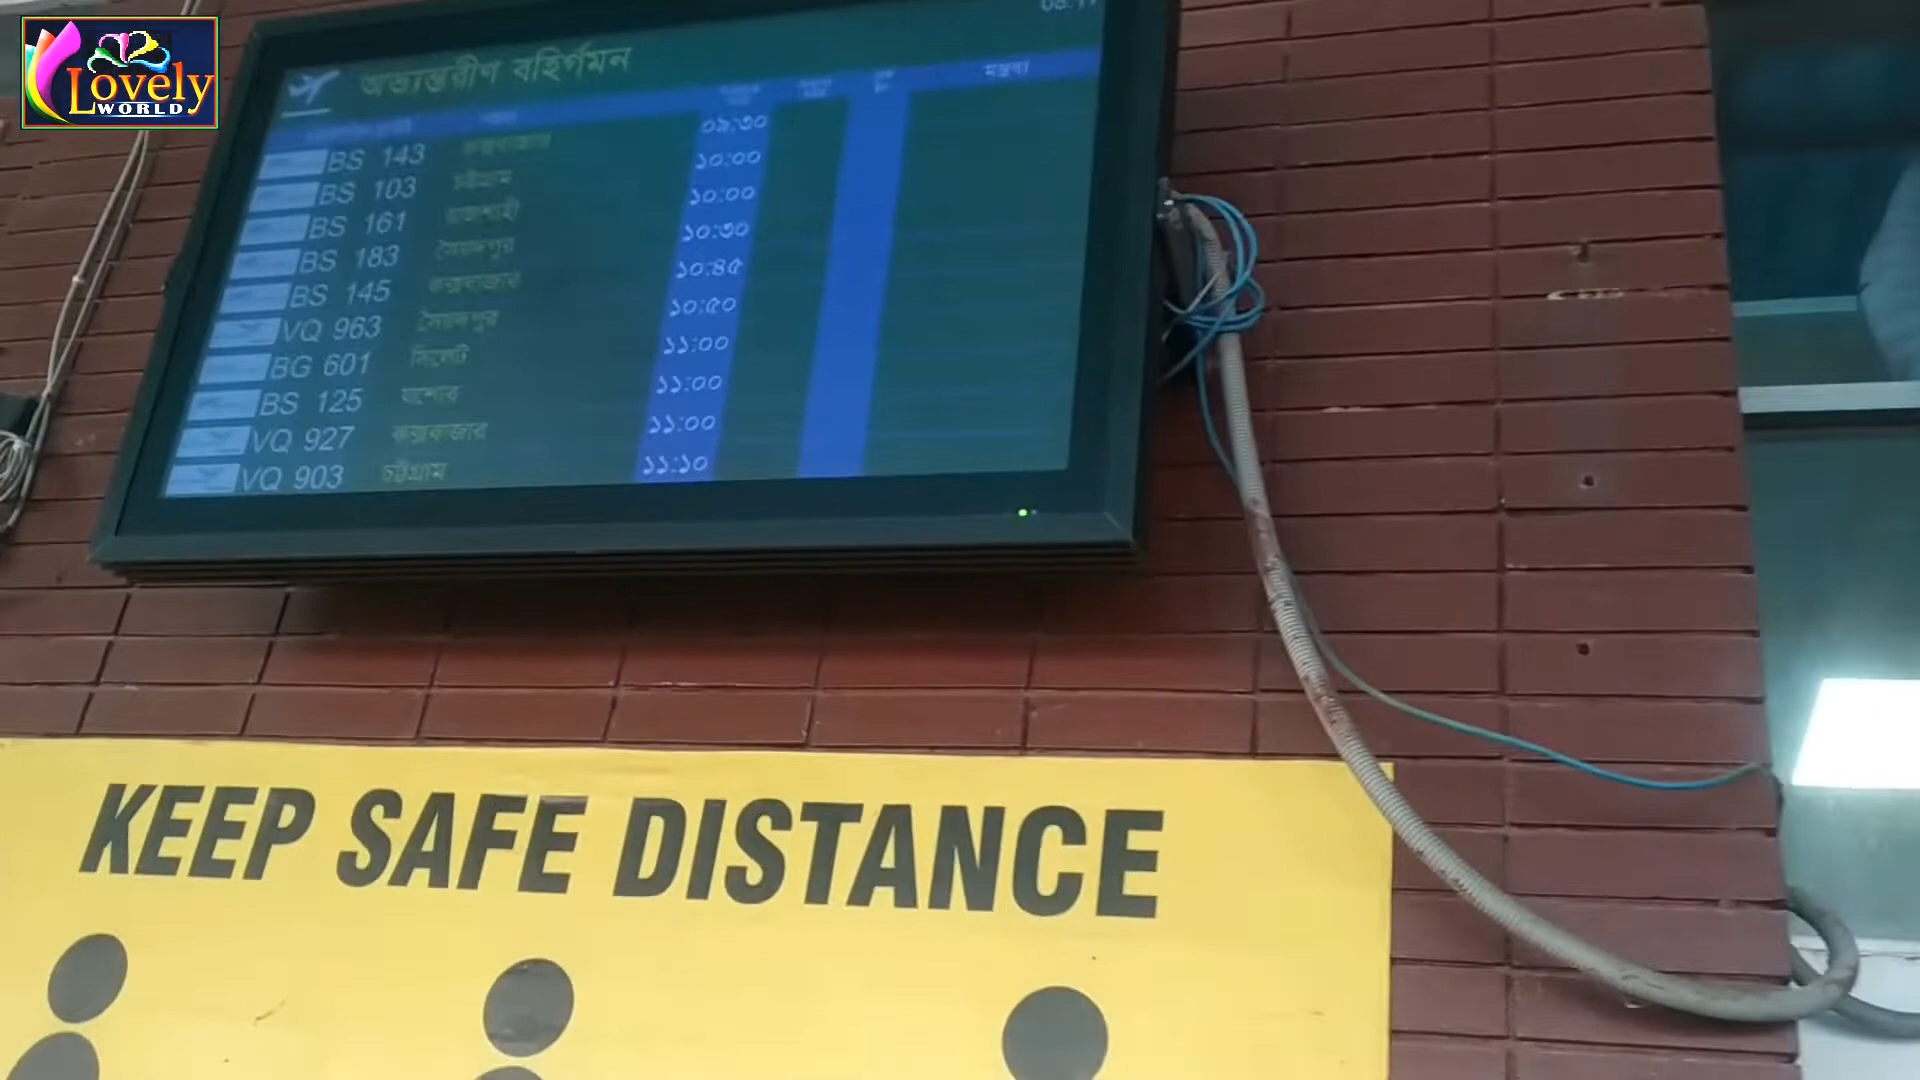 Lovely
WORLD
অভ্যন্তরীণ বহির্গমন
মন্তব্য
BS 143 কক্সবাজার ০৯:৩০
BS 103 চট্টগ্রাম ১০:০০
BS 161 রাজশাহী ১০:০০
BS 183 সৈয়দপুর ১০:৩০
BS 145 কক্সবাজার ১০:৪৫
VQ 963 সৈয়দপুর ১০:৫০
BG 601 সিলেট ১১:০০
BS 125 যশোর ১১:০০
VQ 927 কক্সবাজার ১১:০০
VQ 903 চট্টগ্রাম ১১:১০
KEEP SAFE DISTANCE